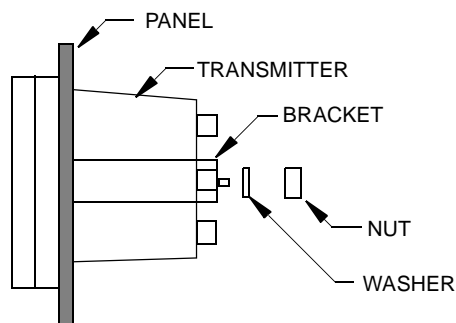 PANEL
TRANSMITTER
BRACKET
NUT
WASHER